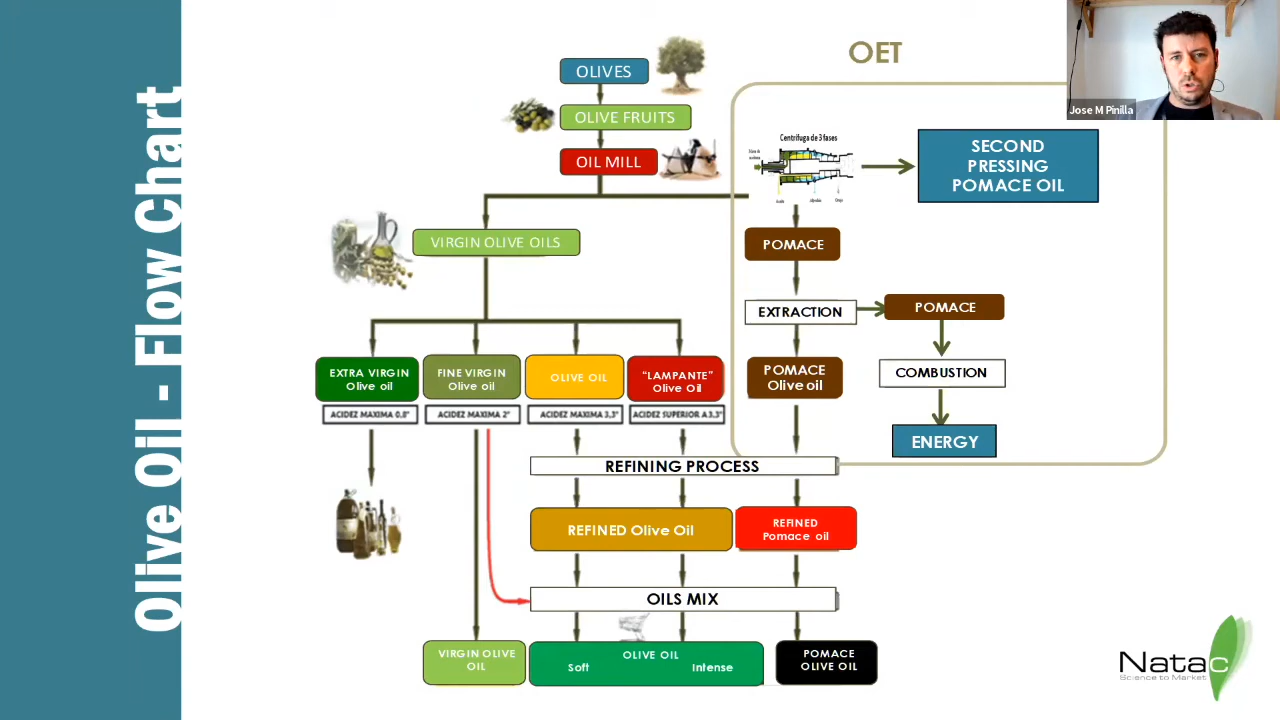 Olive Oil - Flow Chart
OET
Jose M Pinilla
OLIVES
OLIVE FRUITS
OIL MILL
Centrífuga de 3 fases
SECOND
PRESSING
POMACE OIL
VIRGIN OLIVE OILS
POMACE
EXTRACTION
POMACE
COMBUSTION
ENERGY
EXTRA VIRGIN
Olive oil
FINE VIRGIN
Olive oil
OLIVE OIL
“LAMPANTE”
Olive Oil
POMACE
Olive oil
ACIDEZ MAXIMA 0,8°
ACIDEZ MAXIMA 2°
ACIDEZ MAXIMA 3,3°
ACIDEZ SUPERIOR A 3.3°
REFINING PROCESS
REFINED Olive Oil
REFINED
Pomace oil
OILS MIX
VIRGIN OLIVE
OIL
OLIVE OIL
Soft Intense
POMACE
OLIVE OIL
Natac
Science to Market